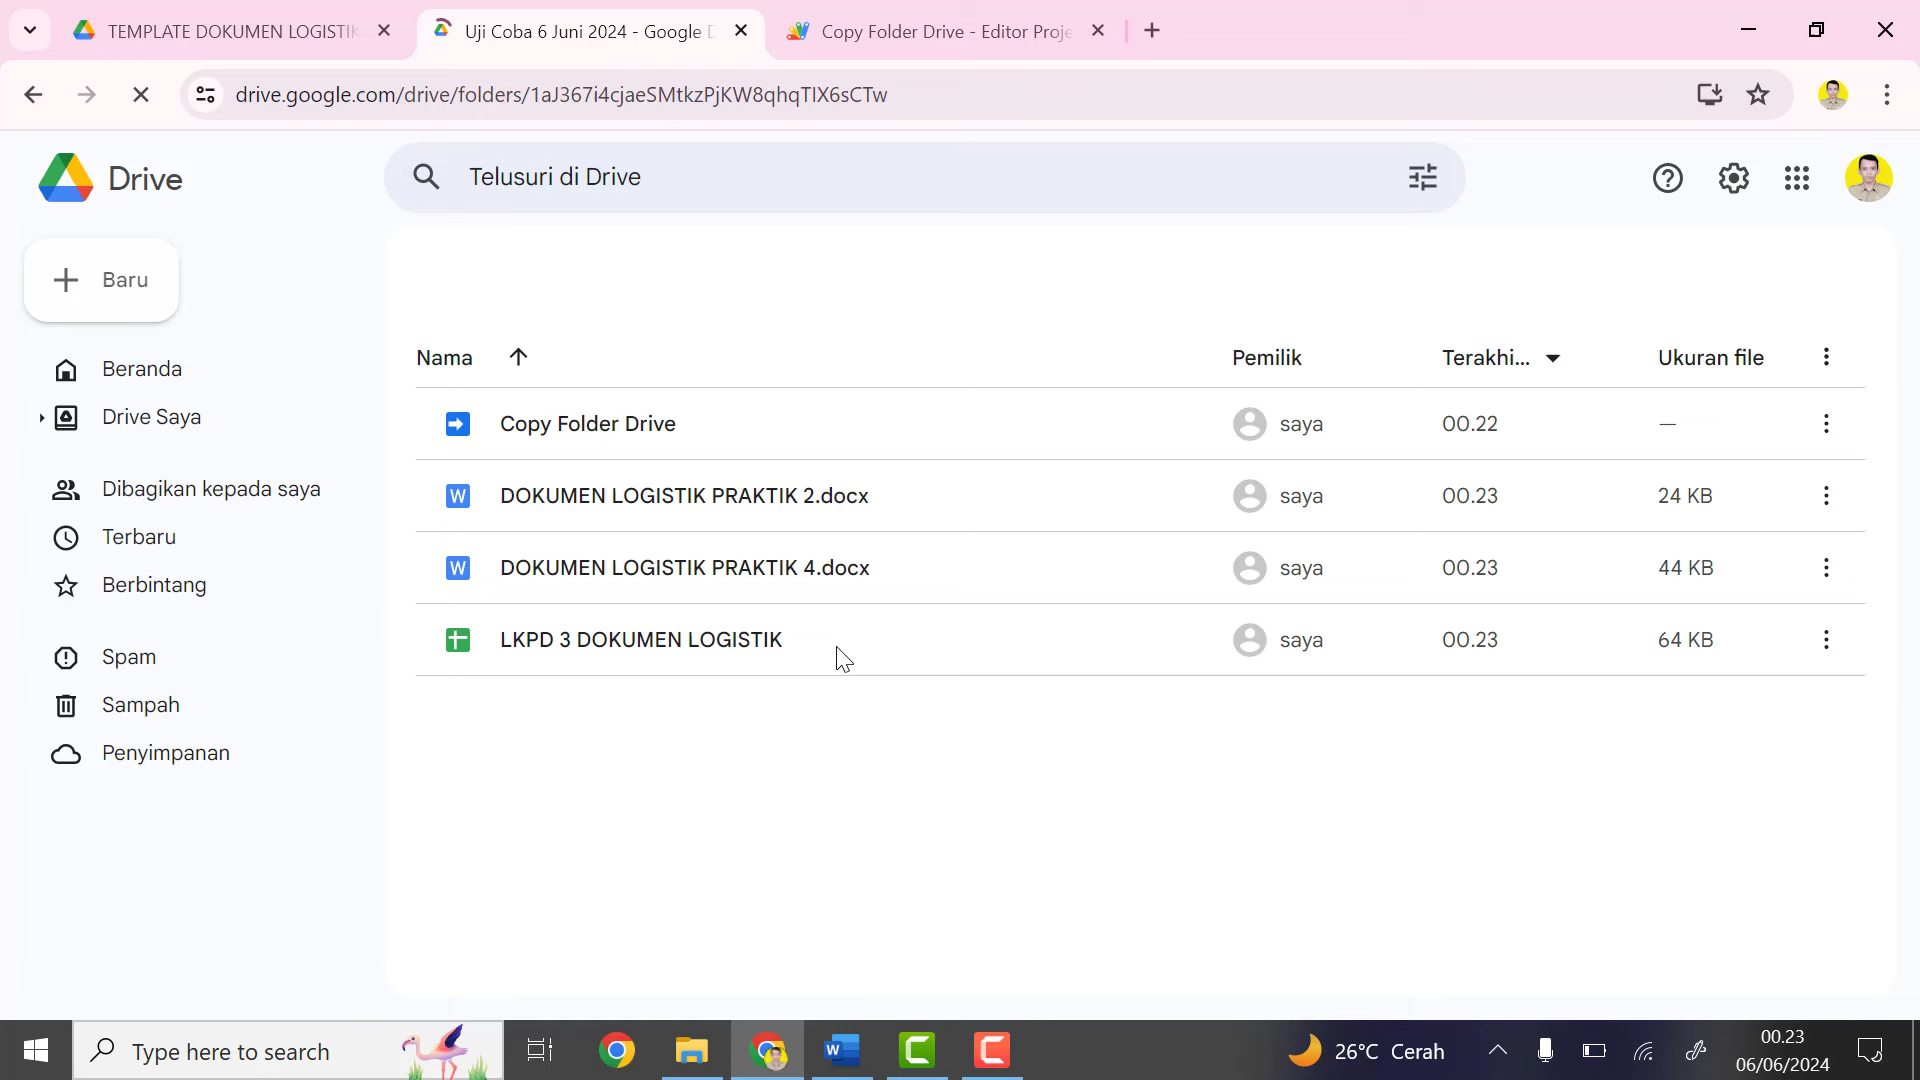 TEMPLATE DOKUMEN LOGISTIK
Uji Coba 6 Juni 2024 - Google D
Copy Folder Drive - Editor Proje
drive.google.com/drive/folders/1aJ367i4cjaeSMtkzPjKW8qhqTIX6sCTw
Drive
Telusuri di Drive
Baru
Beranda
Drive Saya
Dibagikan kepada saya
Terbaru
Berbintang
Spam
Sampah
Penyimpanan
Nama Pemilik Terakhi... Ukuran file
Copy Folder Drive saya 00.22 —
DOKUMEN LOGISTIK PRAKTIK 2.docx saya 00.23 24 KB
DOKUMEN LOGISTIK PRAKTIK 4.docx saya 00.23 44 KB
LKPD 3 DOKUMEN LOGISTIK saya 00.23 64 KB
Type here to search
26°C Cerah
00.23
06/06/2024